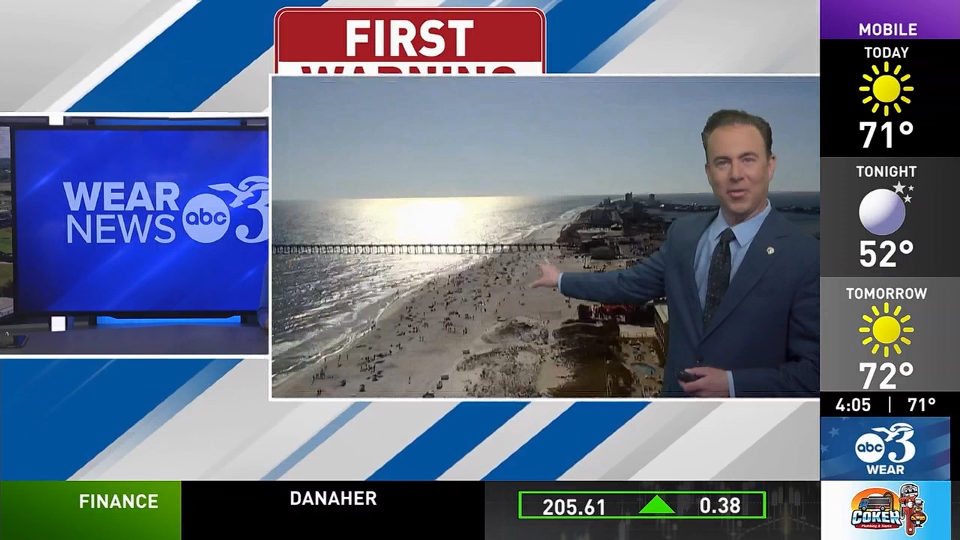 FIRST
WARNING
WEAR
NEWS
abc 3
MOBILE
TODAY
71°
TONIGHT
52°
TOMORROW
72°
4:05 | 71°
abc 3
WEAR
FINANCE
DANAHER
205.61
0.38
COKER